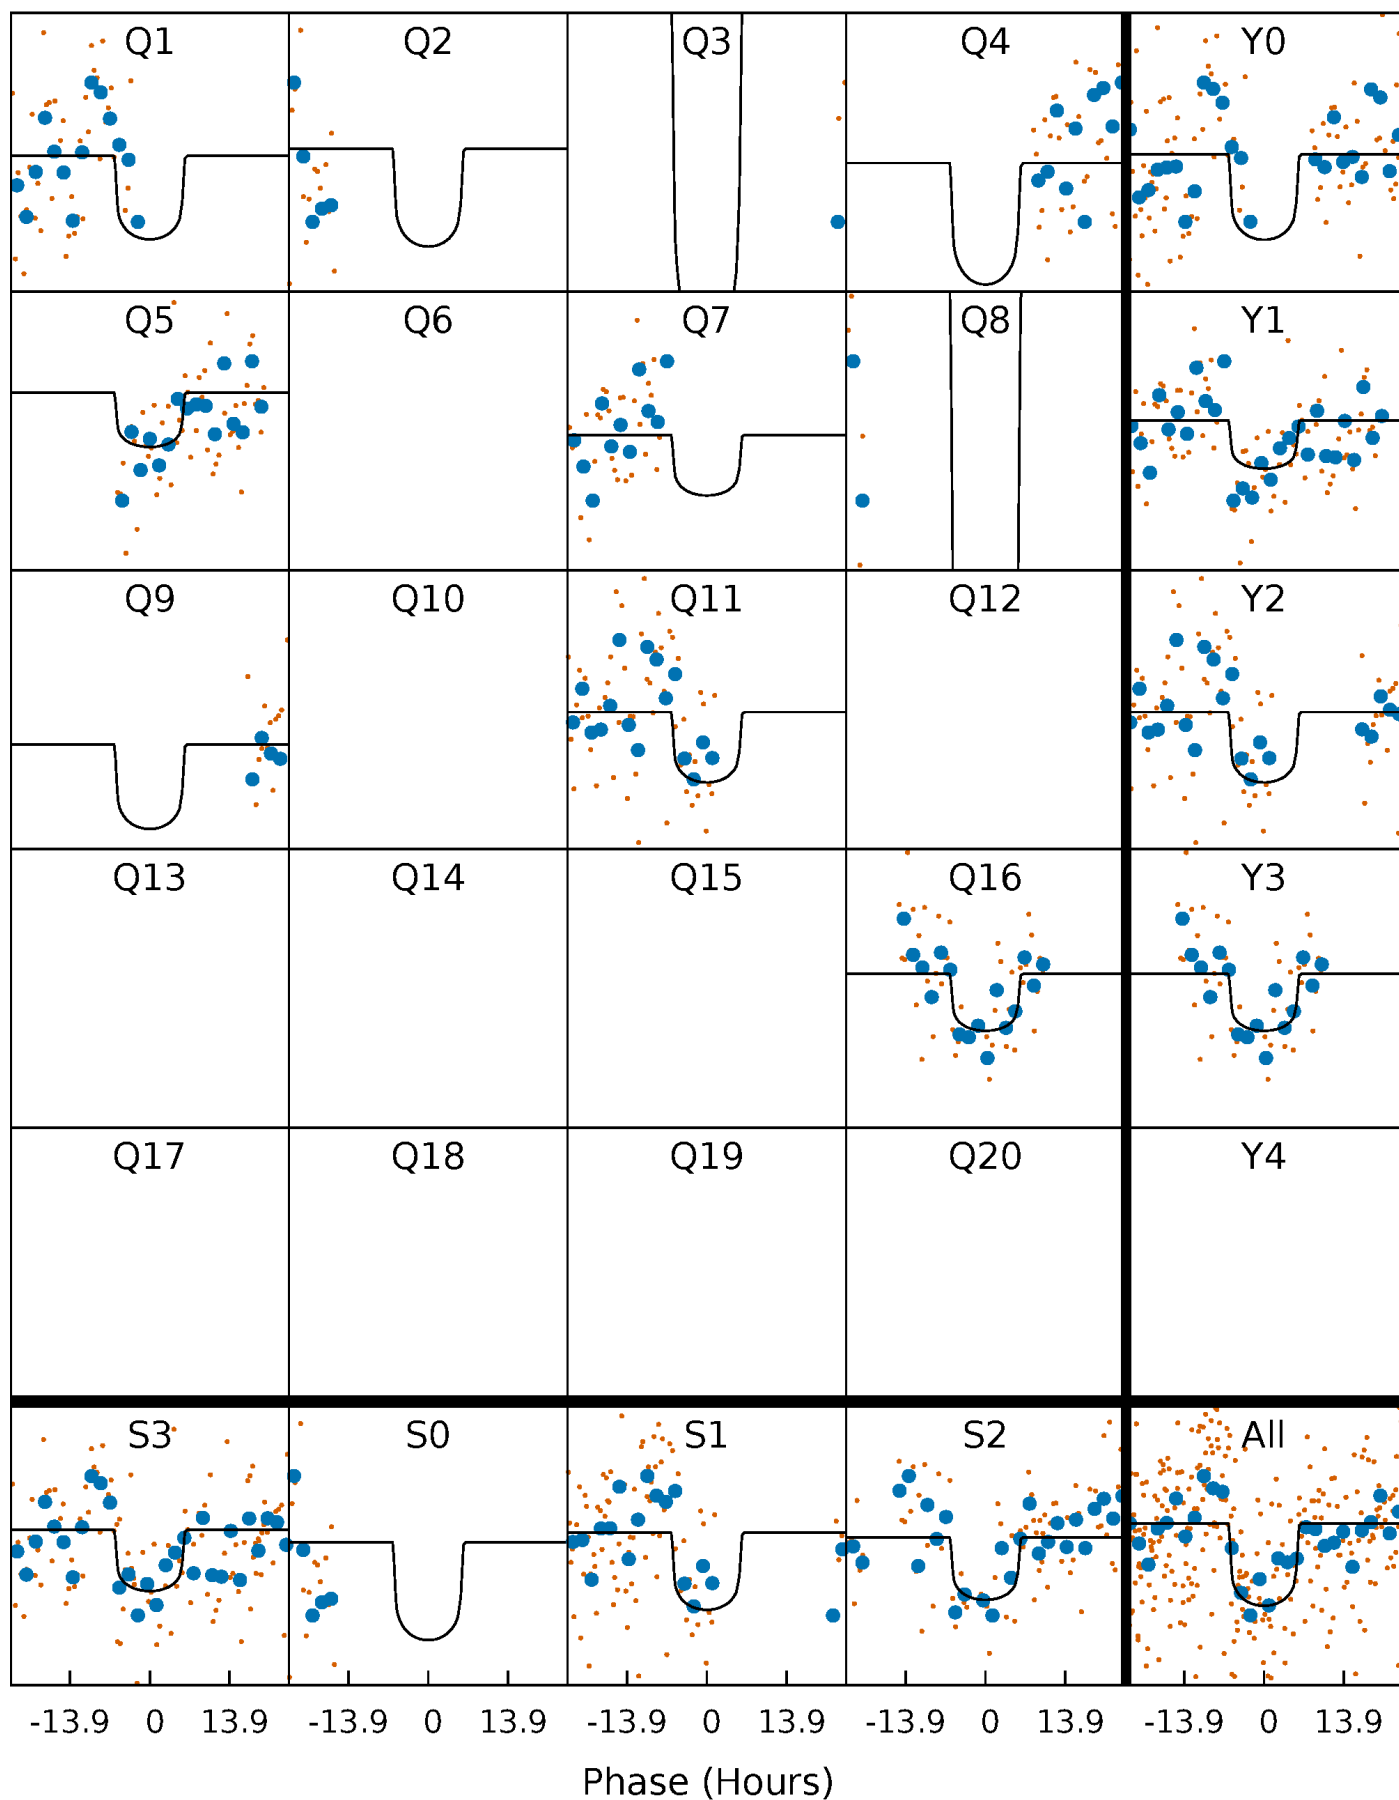 Q1 Q2 Q3 Q4 Y0
Q5 Q6 Q7 Q8 Y1
Q9 Q10 Q11 Q12 Y2
Q13 Q14 Q15 Q16 Y3
Q17 Q18 Q19 Q20 Y4
S3 S0 S1 S2 All
-13.9 0 13.9 -13.9 0 13.9 -13.9 0 13.9 -13.9 0 13.9 -13.9 0 13.9
Phase (Hours)